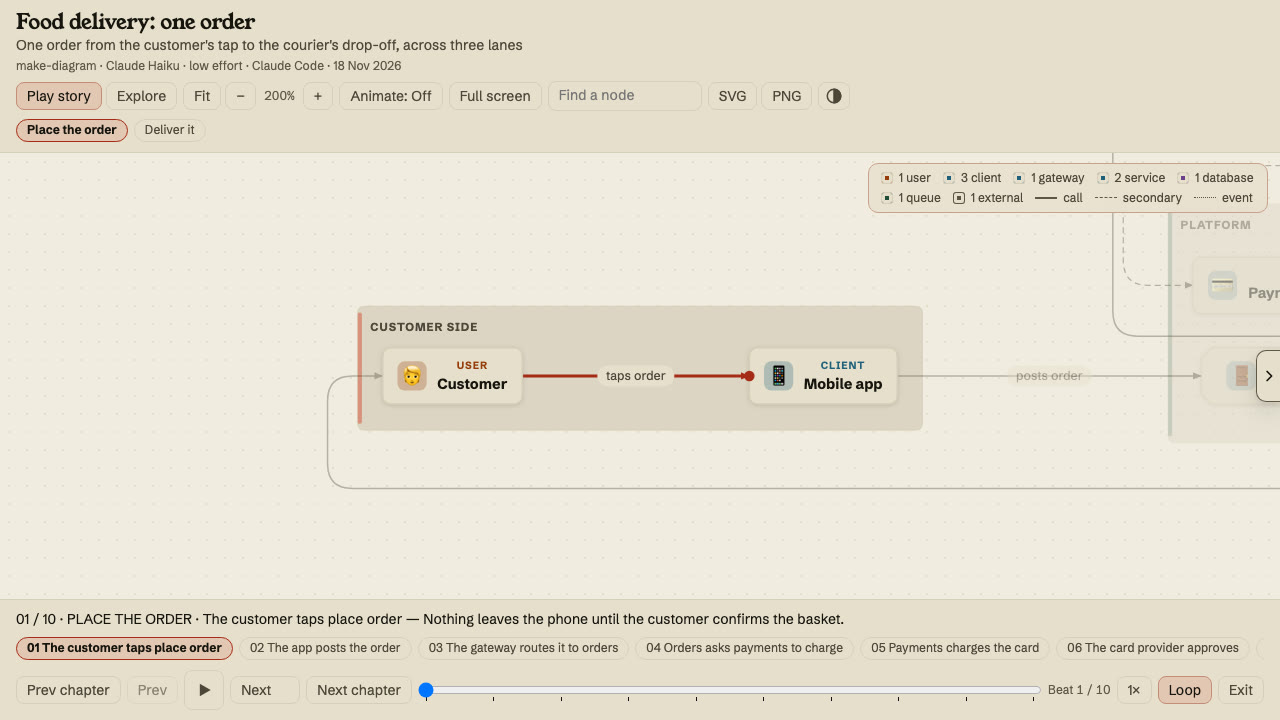 Food delivery: one order
One order from the customer's tap to the courier's drop-off, across three lanes
make-diagram · Claude Haiku · low effort · Claude Code · 18 Nov 2026
Play story Explore Fit − 200% + Animate: Off Full screen Find a node SVG PNG
Place the order Deliver it
1 user 3 client 1 gateway 2 service 1 database
1 queue 1 external call secondary event
PLATFORM
CUSTOMER SIDE
USER
Customer
taps order
CLIENT
Mobile app
posts order
01 / 10 · PLACE THE ORDER · The customer taps place order — Nothing leaves the phone until the customer confirms the basket.
01 The customer taps place order 02 The app posts the order 03 The gateway routes it to orders 04 Orders asks payments to charge 05 Payments charges the card 06 The card provider approves
Prev chapter Prev Next Next chapter Beat 1 / 10 1× Loop Exit